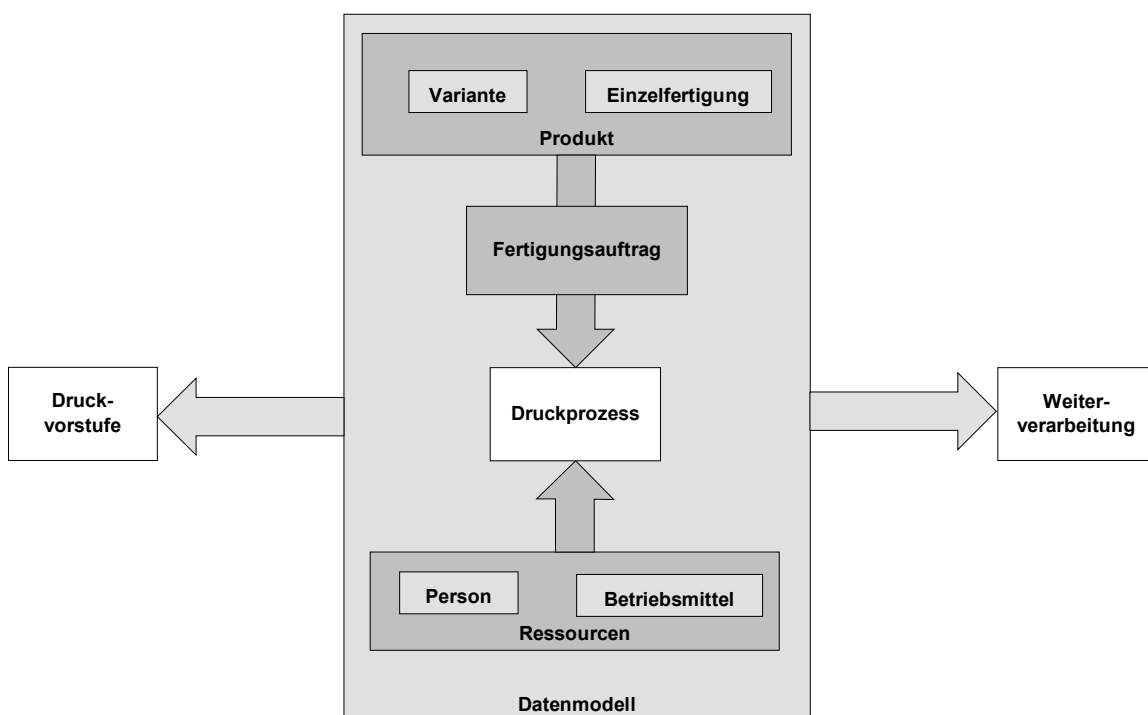 Variante
Einzelfertigung
Produkt
Fertigungsauftrag
Druck-
vorstufe
Druckprozess
Weiter-
verarbeitung
Person
Betriebsmittel
Ressourcen
Datenmodell